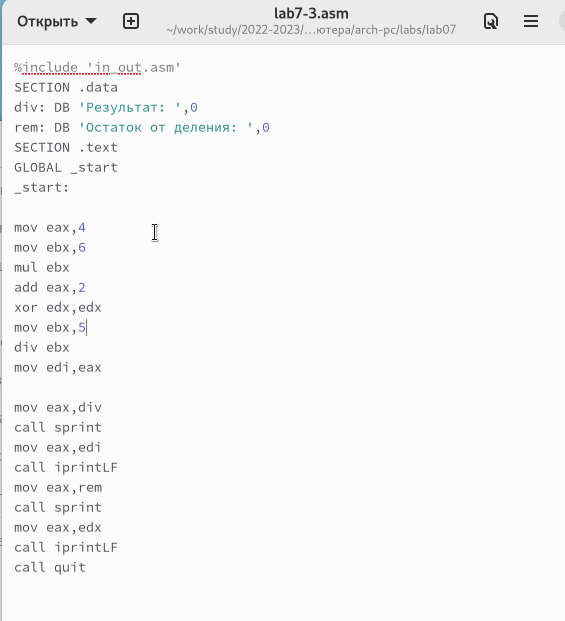 Открыть
lab7-3.asm
~/work/study/2022-2023/…ютера/arch-pc/labs/lab07
%include 'in_out.asm'
SECTION .data
div: DB 'Результат: ',0
rem: DB 'Остаток от деления: ',0
SECTION .text
GLOBAL _start
_start:
mov eax,4
mov ebx,6
mul ebx
add eax,2
xor edx,edx
mov ebx,5
div ebx
mov edi,eax
mov eax,div
call sprint
mov eax,edi
call iprintLF
mov eax,rem
call sprint
mov eax,edx
call iprintLF
call quit